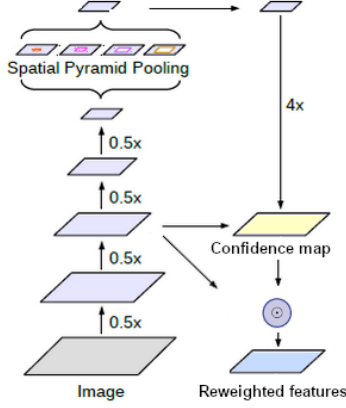 Spatial Pyramid Pooling
4x
0.5x
0.5x
0.5x
Confidence map
0.5x
Image
Reweighted features